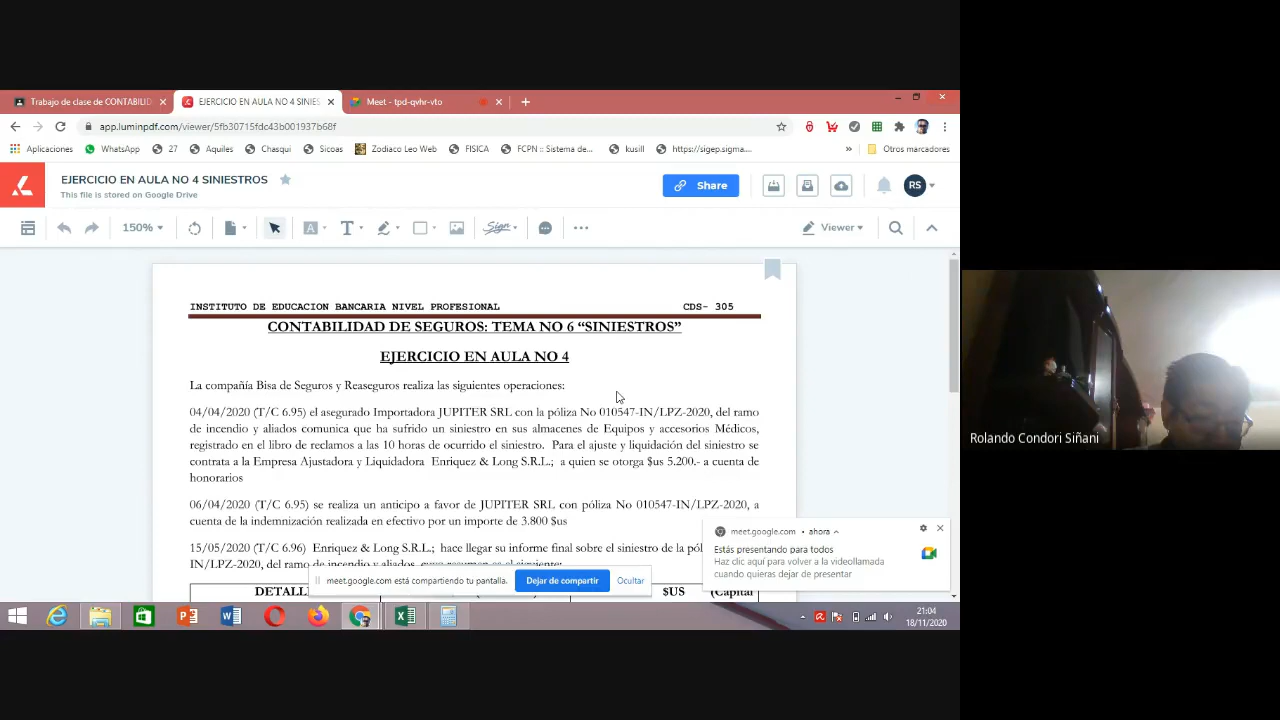 Trabajo de clase de CONTABILID
EJERCICIO EN AULA NO 4 SINIES
Meet - tpd-qvhr-vto
app.luminpdf.com/viewer/5fb30715fdc43b001937b68f
Aplicaciones WhatsApp 27 Aquiles Chasqui Sicoas Zodiaco Leo Web FISICA FCPN :: Sistema de... kusill https://sigep.sigma.... » Otros marcadores
EJERCICIO EN AULA NO 4 SINIESTROS
This file is stored on Google Drive
Share
RS
150%
Sign
Viewer
INSTITUTO DE EDUCACION BANCARIA NIVEL PROFESIONAL CDS- 305
CONTABILIDAD DE SEGUROS: TEMA NO 6 “SINIESTROS”
EJERCICIO EN AULA NO 4
La compañía Bisa de Seguros y Reaseguros realiza las siguientes operaciones:
04/04/2020 (T/C 6.95) el asegurado Importadora JUPITER SRL con la póliza No 010547-IN/LPZ-2020, del ramo
de incendio y aliados comunica que ha sufrido un siniestro en sus almacenes de Equipos y accesorios Médicos,
registrado en el libro de reclamos a las 10 horas de ocurrido el siniestro. Para el ajuste y liquidación del siniestro se
contrata a la Empresa Ajustadora y Liquidadora Enriquez & Long S.R.L.; a quien se otorga $us 5.200.- a cuenta de
honorarios
06/04/2020 (T/C 6.95) se realiza un anticipo a favor de JUPITER SRL con póliza No 010547-IN/LPZ-2020, a
cuenta de la indemnización realizada en efectivo por un importe de 3.800 $us
15/05/2020 (T/C 6.96) Enriquez & Long S.R.L.; hace llegar su informe final sobre el siniestro de la pól
IN/LPZ-2020, del ramo de incendio y aliados
DETALL $US (Capital
meet.google.com • ahora
Estás presentando para todos
Haz clic aquí para volver a la videollamada
cuando quieras dejar de presentar
meet.google.com está compartiendo tu pantalla. Dejar de compartir Ocultar
21:04
18/11/2020
Rolando Condori Siñani